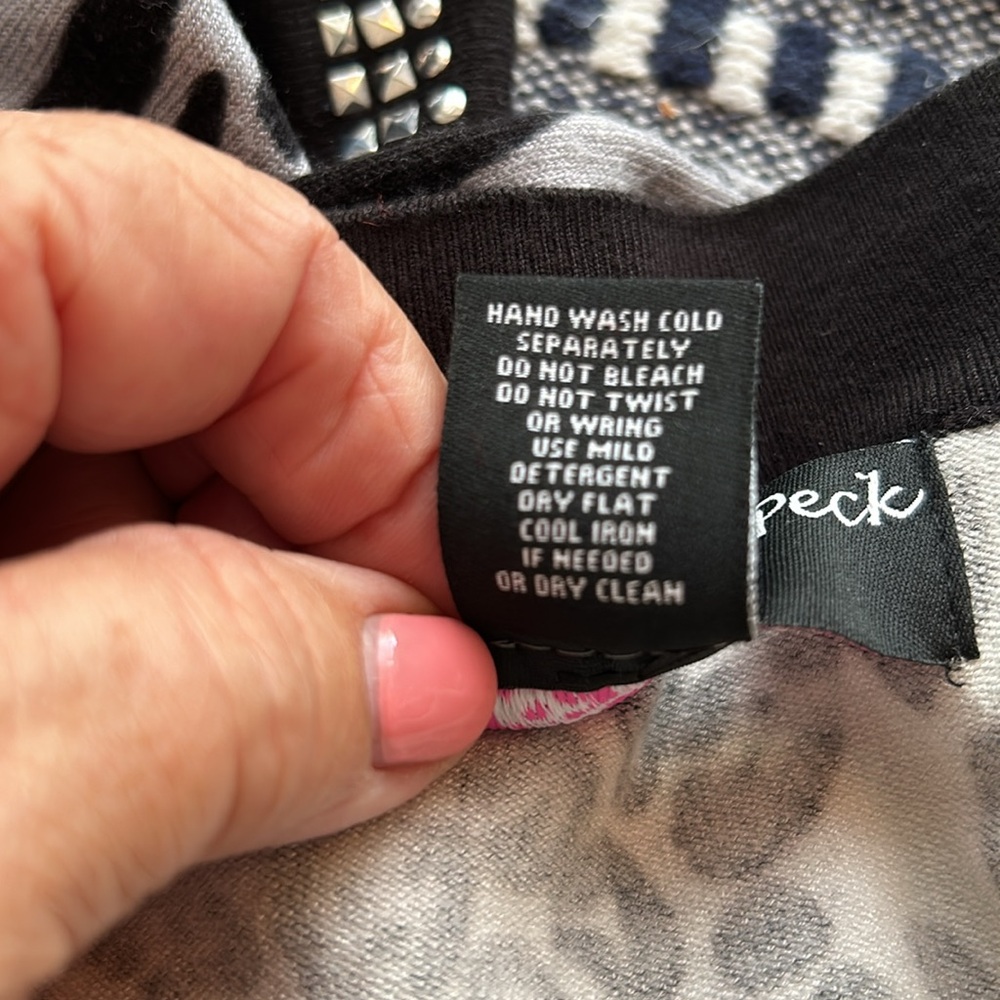 HAND WASH COLD
SEPARATELY
DO NOT BLEACH
DO NOT TWIST
OR WRING
USE MILD
DETERGENT
DRY FLAT
COOL IRON
IF NEEDED
OR DRY CLEAN
peck